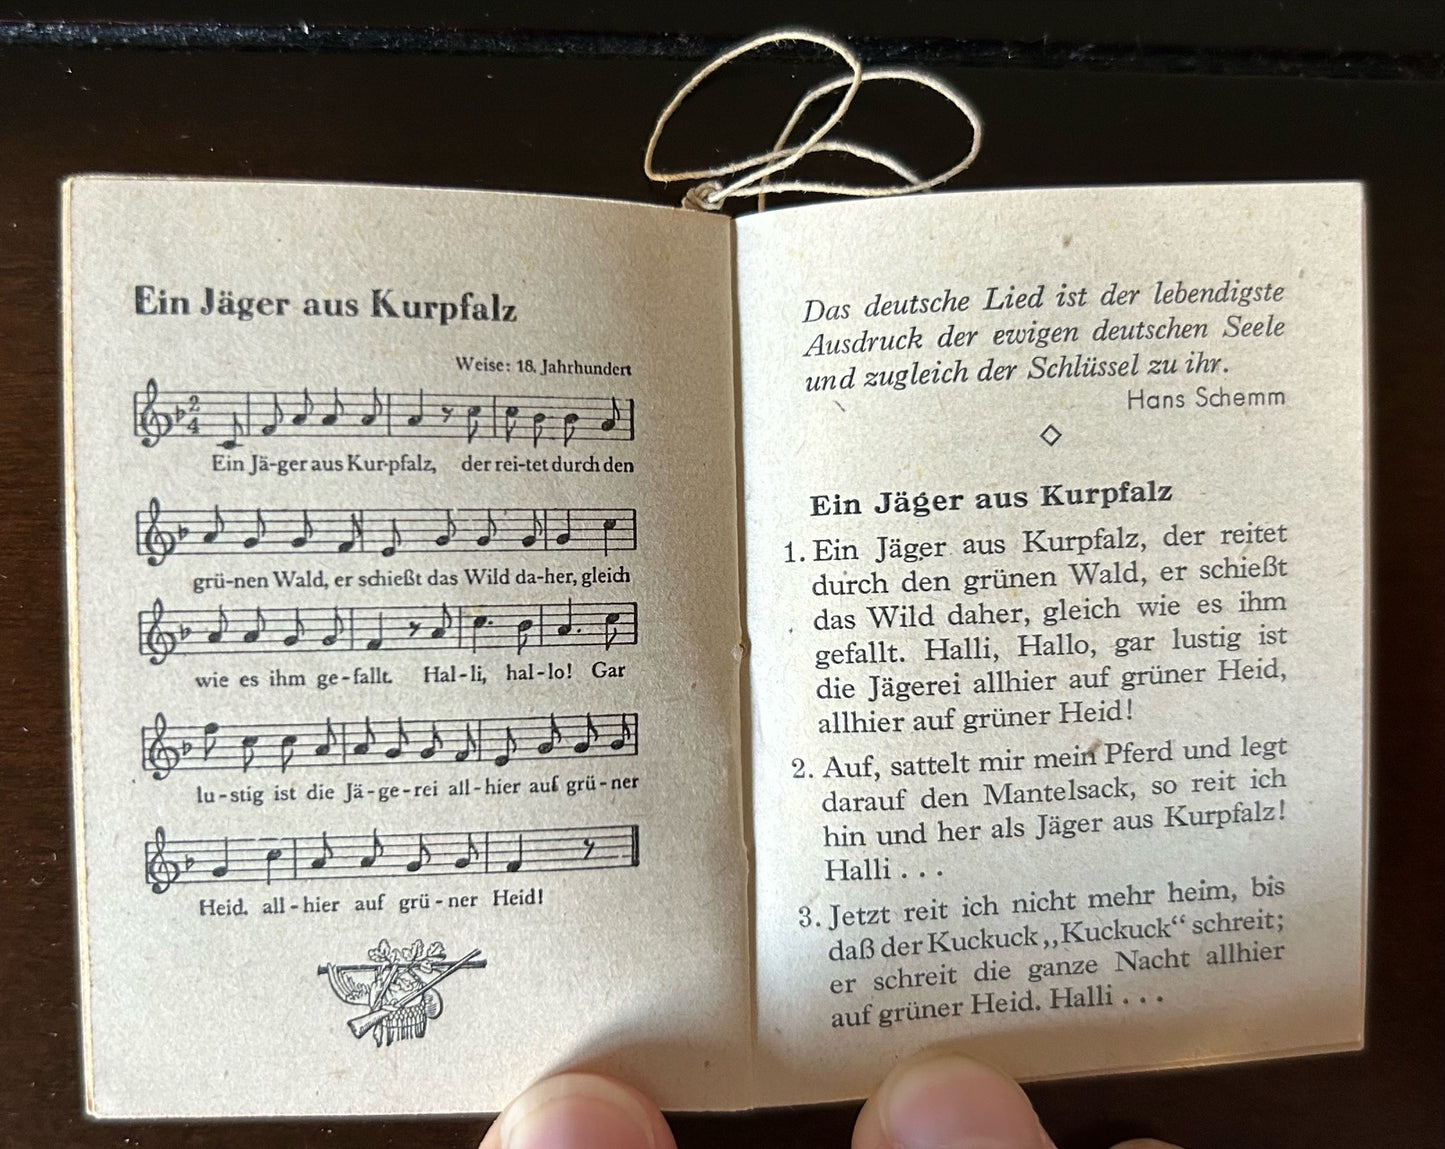 Ein Jäger aus Kurpfalz
Weise: 18. Jahrhundert
2
4
Ein Jä-ger aus Kur-pfalz, der rei-tet durch den
grü-nen Wald, er schießt das Wild da-her, gleich
wie es ihm ge-fallt. Hal-li, hal-lo! Gar
lu-stig ist die Jä-ge-rei all-hier auf grü-ner
Heid. all-hier auf grü-ner Heid!
Das deutsche Lied ist der lebendigste
Ausdruck der ewigen deutschen Seele
und zugleich der Schlüssel zu ihr.
Hans Schemm
Ein Jäger aus Kurpfalz
1. Ein Jäger aus Kurpfalz, der reitet
durch den grünen Wald, er schießt
das Wild daher, gleich wie es ihm
gefallt. Halli, Hallo, gar lustig ist
die Jägerei allhier auf grüner Heid,
allhier auf grüner Heid!
2. Auf, sattelt mir mein Pferd und legt
darauf den Mantelsack, so reit ich
hin und her als Jäger aus Kurpfalz!
Halli . . .
3. Jetzt reit ich nicht mehr heim, bis
daß der Kuckuck „Kuckuck“ schreit;
er schreit die ganze Nacht allhier
auf grüner Heid. Halli . . .